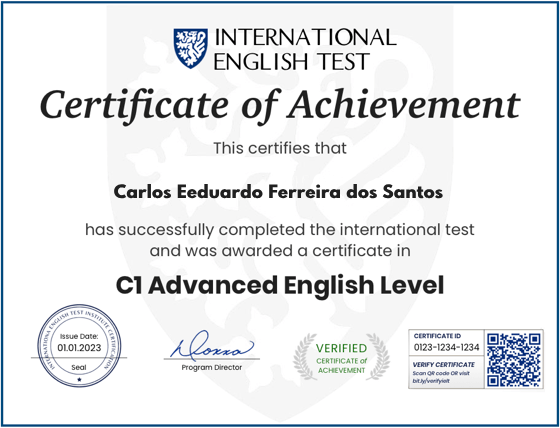 INTERNATIONAL
ENGLISH TEST
Certificate of Achievement
This certifies that
Carlos Eeduardo Ferreira dos Santos
has successfully completed the international test
and was awarded a certificate in
C1 Advanced English Level
INTERNATIONA ENGLISH TEST INSTITUTE CERTIFICATION
Issue Date:
01.01.2023
Seal
Donna
Program Director
VERIFIED
CERTIFICATE of
ACHIEVEMENT
CERTIFICATE ID
0123-1234-1234
VERIFY CERTIFICATE
Scan QR code OR visit
bit.ly/verifyielt